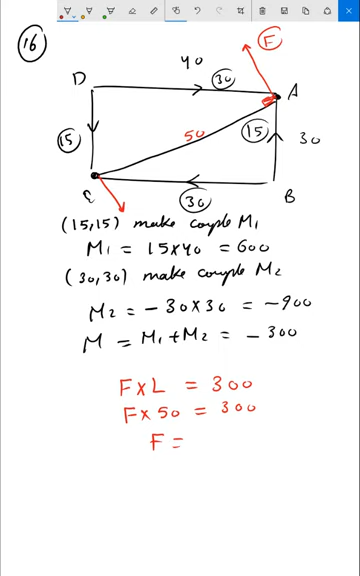 16
F
40
D
30
A
15
50
15
30
C
30
B
(15,15) make couple M1
M1 = 15×40 = 600
(30,30) make couple M2
M2 = −30×30 = −900
M = M1+M2 = −300
F×L = 300
F×50 = 300
F =